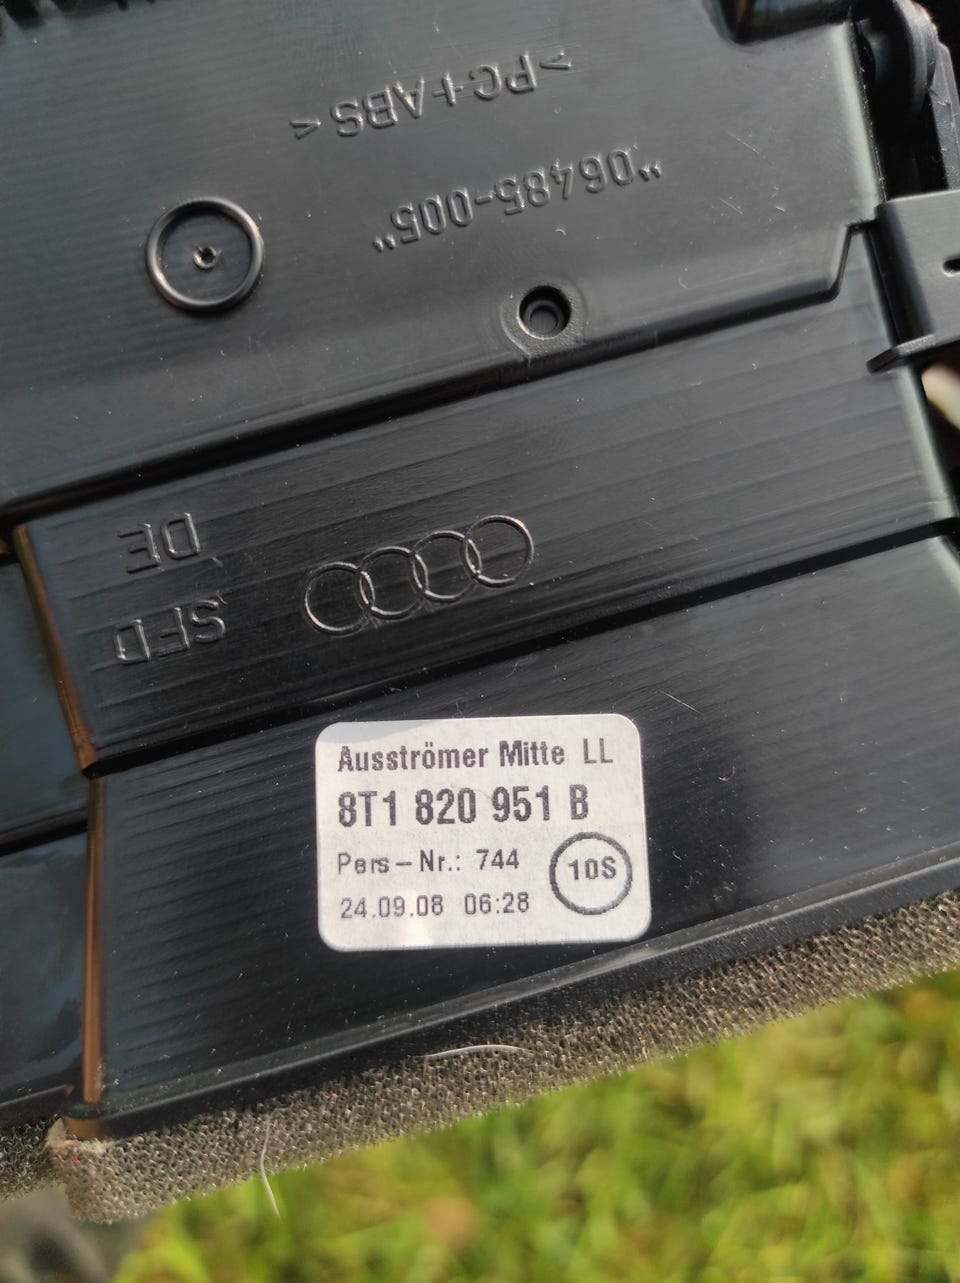 >PC+ABS<
"06485-005"
DE
SFD
Ausströmer Mitte LL
8T1 820 951 B
Pers-Nr.: 744
10S
24.09.08 06:28